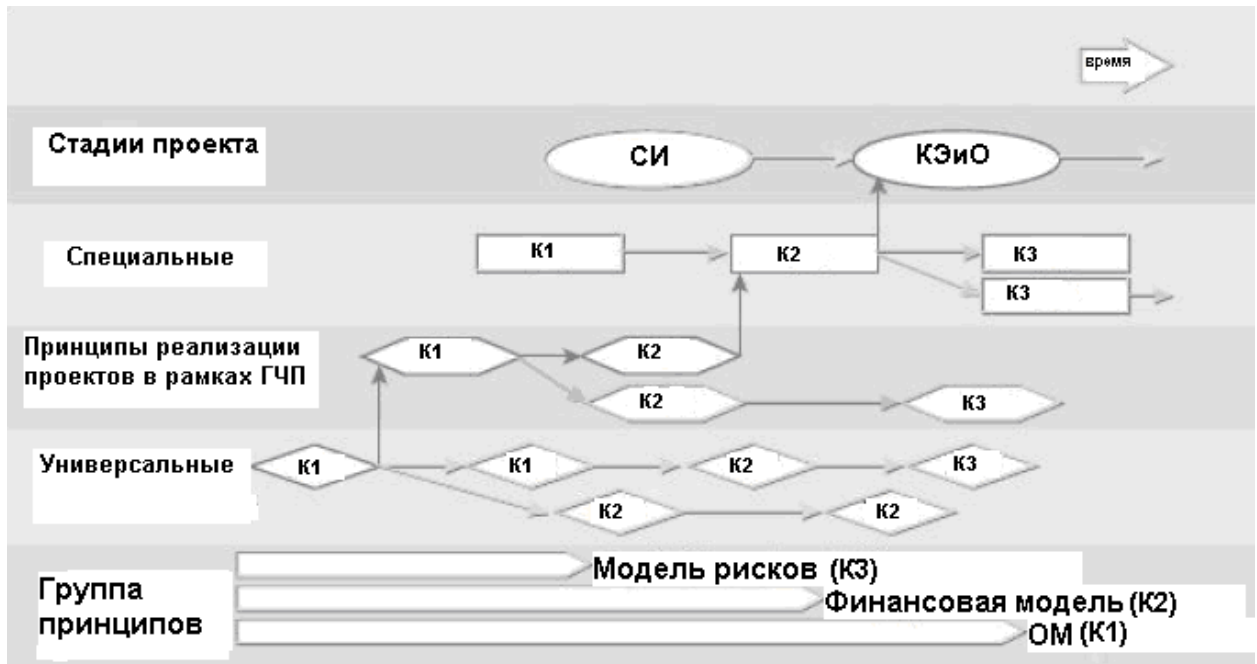 время
Стадии проекта
СИ
КЭиО
Специальные
К1
К2
К3
К3
Принципы реализации
проектов в рамках ГЧП
К1
К2
К2
К3
Универсальные
К1
К1
К2
К3
К2
К2
Группа
принципов
Модель рисков (К3)
Финансовая модель (К2)
ОМ (К1)